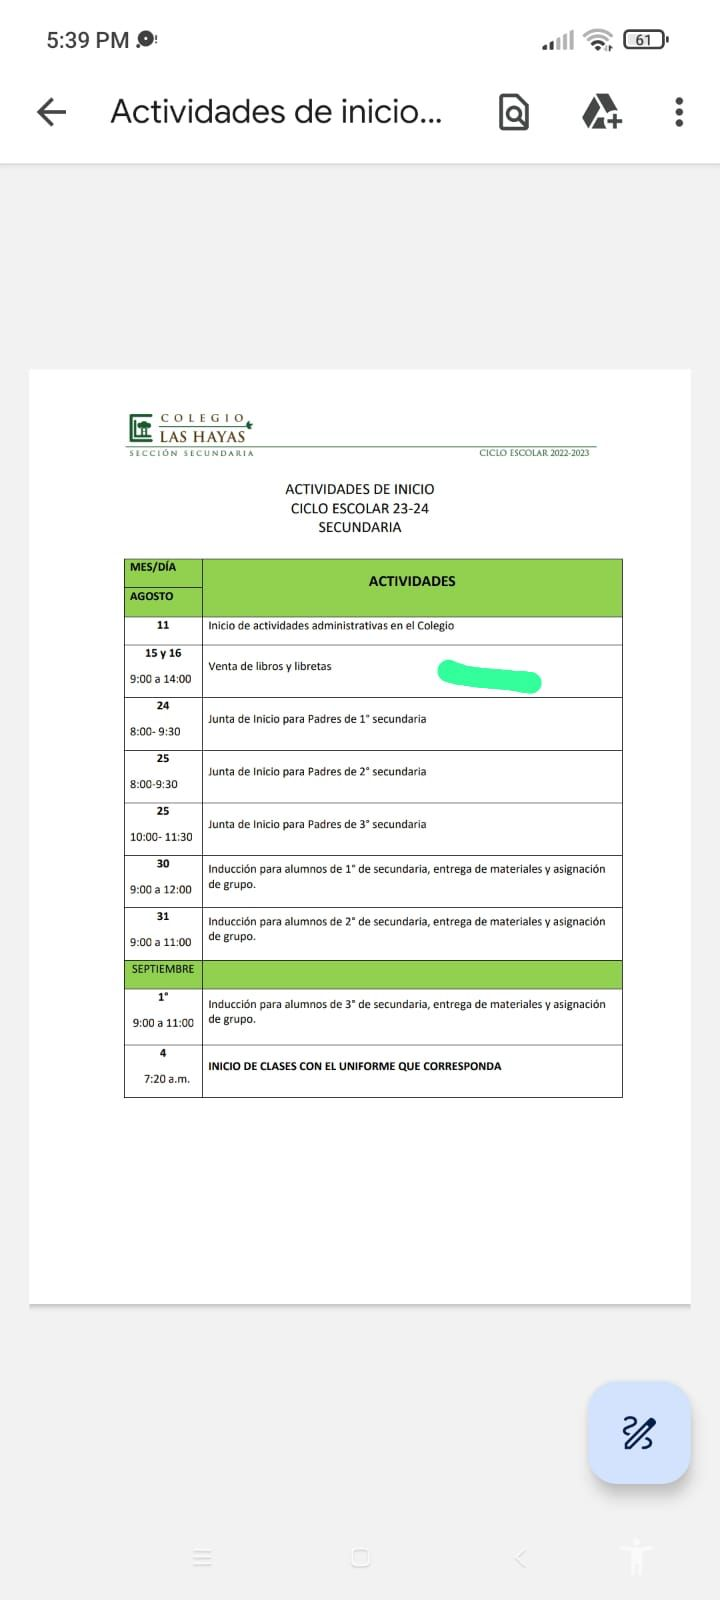 5:39 PM
61
Actividades de inicio...
COLEGIO
LAS HAYAS
SECCIÓN SECUNDARIA
CICLO ESCOLAR 2022-2023
ACTIVIDADES DE INICIO
CICLO ESCOLAR 23-24
SECUNDARIA
MES/DÍA
ACTIVIDADES
AGOSTO
11
Inicio de actividades administrativas en el Colegio
15 y 16
9:00 a 14:00
Venta de libros y libretas
24
8:00- 9:30
Junta de Inicio para Padres de 1° secundaria
25
8:00-9:30
Junta de Inicio para Padres de 2° secundaria
25
10:00- 11:30
Junta de Inicio para Padres de 3° secundaria
30
9:00 a 12:00
Inducción para alumnos de 1° de secundaria, entrega de materiales y asignación
de grupo.
31
9:00 a 11:00
Inducción para alumnos de 2° de secundaria, entrega de materiales y asignación
de grupo.
SEPTIEMBRE
1°
9:00 a 11:00
Inducción para alumnos de 3° de secundaria, entrega de materiales y asignación
de grupo.
4
7:20 a.m.
INICIO DE CLASES CON EL UNIFORME QUE CORRESPONDA